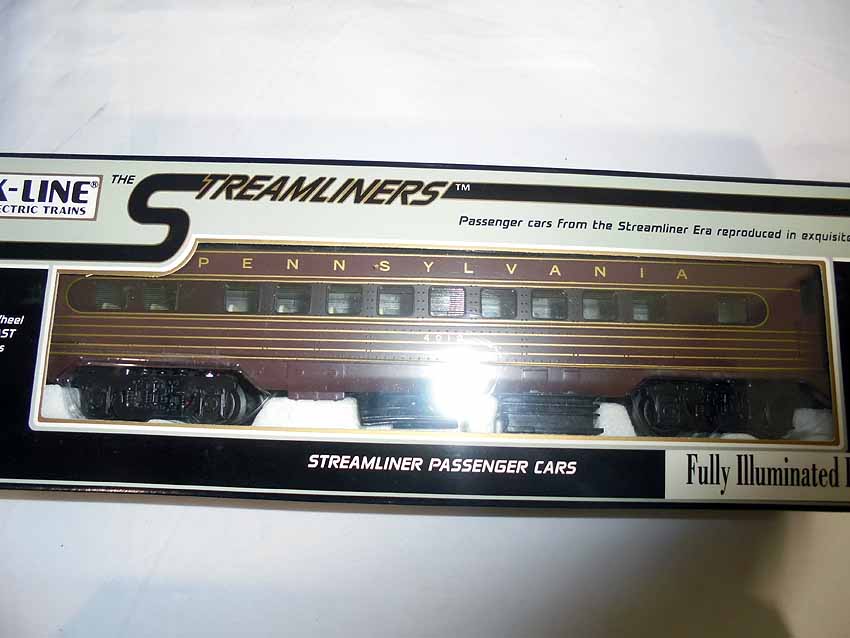 K-LINE®
ELECTRIC TRAINS
THE STREAMLINERS™
Passenger cars from the Streamliner Era reproduced in exquisite
PENNSYLVANIA
STREAMLINER PASSENGER CARS
Fully Illuminated